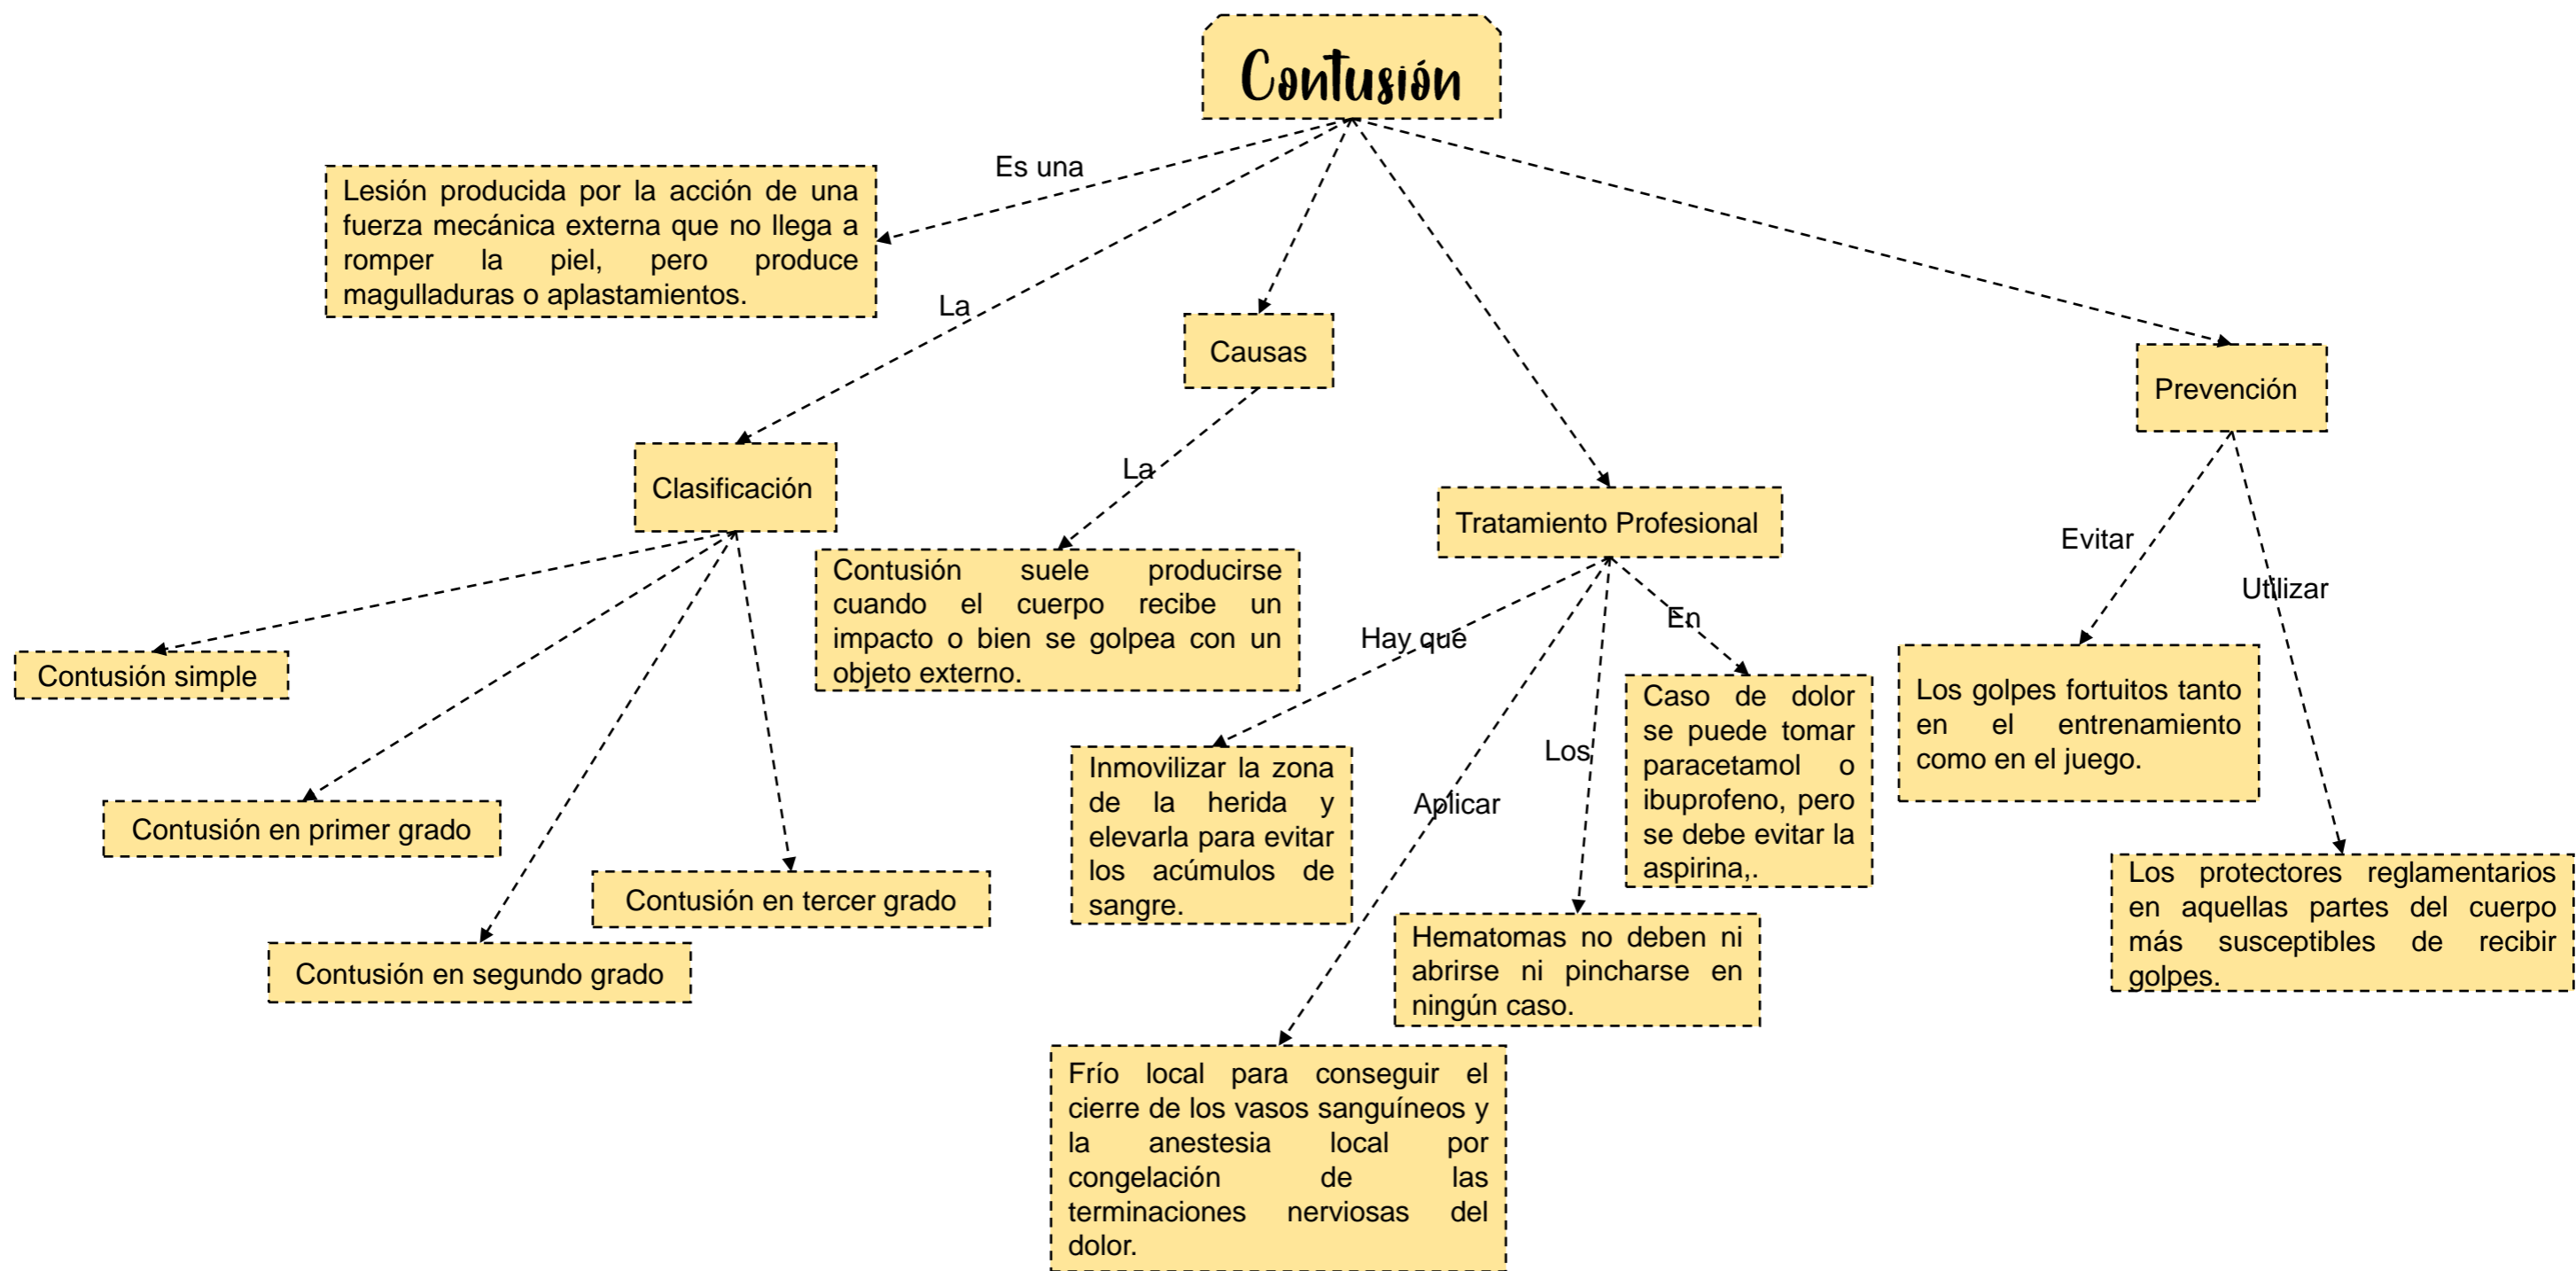 Contusión
Es una
Lesión producida por la acción de una
fuerza mecánica externa que no llega a
romper la piel, pero produce
magulladuras o aplastamientos.
La
Clasificación
Contusión simple
Contusión en primer grado
Contusión en segundo grado
Contusión en tercer grado
Causas
La
Contusión suele producirse
cuando el cuerpo recibe un
impacto o bien se golpea con un
objeto externo.
Tratamiento Profesional
Hay que
Inmovilizar la zona
de la herida y
elevarla para evitar
los acúmulos de
sangre.
Aplicar
Frío local para conseguir el
cierre de los vasos sanguíneos y
la anestesia local por
congelación de las
terminaciones nerviosas del
dolor.
Los
Hematomas no deben ni
abrirse ni pincharse en
ningún caso.
En
Caso de dolor
se puede tomar
paracetamol o
ibuprofeno, pero
se debe evitar la
aspirina,.
Prevención
Evitar
Los golpes fortuitos tanto
en el entrenamiento
como en el juego.
Utilizar
Los protectores reglamentarios
en aquellas partes del cuerpo
más susceptibles de recibir
golpes.